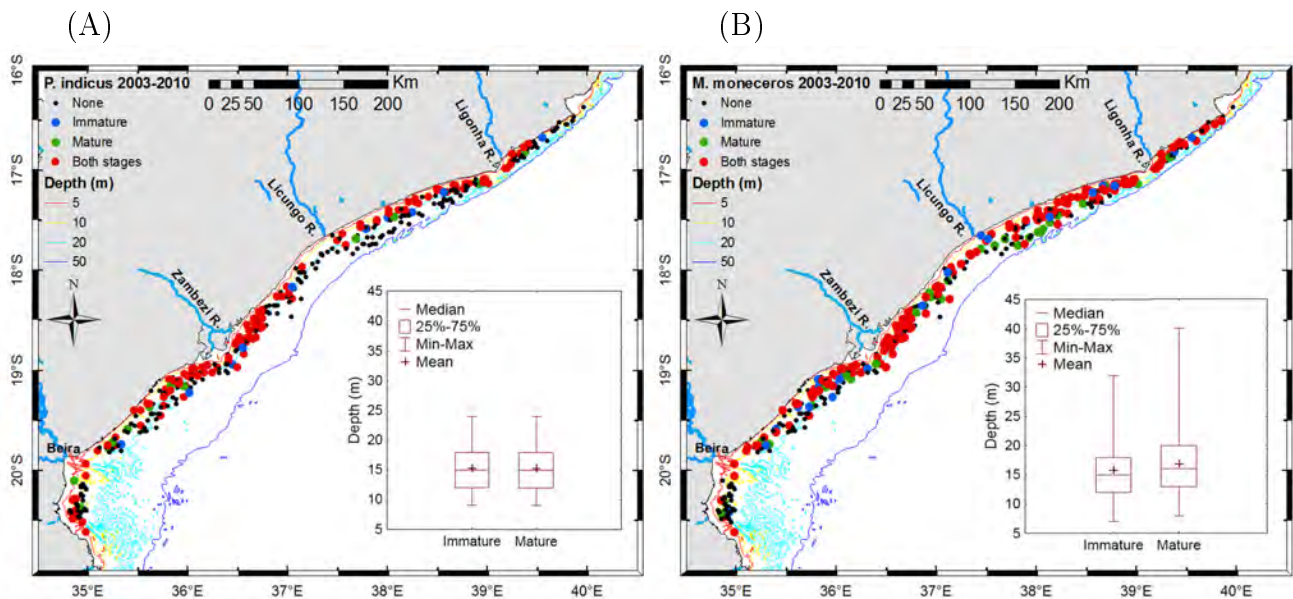 (A)
P. indicus 2003-2010
None
Immature
Mature
Both stages
Depth (m)
5
10
20
50
N
0 25 50 100 150 200 Km
Ligonha R.
Licungo R.
Zambezi R.
Beira
16°S
17°S
18°S
19°S
20°S
45
40
35
30
25
20
15
10
5
Depth (m)
Median
25%-75%
Min-Max
Mean
Immature Mature
16°S
17°S
18°S
19°S
20°S
35°E 36°E 37°E 38°E 39°E 40°E
(B)
M. moneceros 2003-2010
None
Immature
Mature
Both stages
Depth (m)
5
10
20
50
N
0 25 50 100 150 200 Km
Ligonha R.
Licungo R.
Zambezi R.
Beira
45
40
35
30
25
20
15
10
5
Depth (m)
Median
25%-75%
Min-Max
Mean
Immature Mature
35°E 36°E 37°E 38°E 39°E 40°E